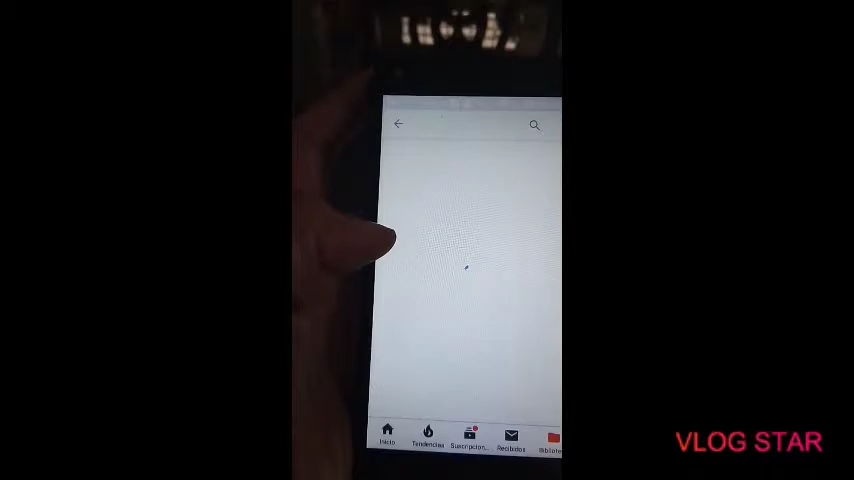 Inicio
Tendencias
Suscripcion...
Recibidos
Bibliote
VLOG STAR